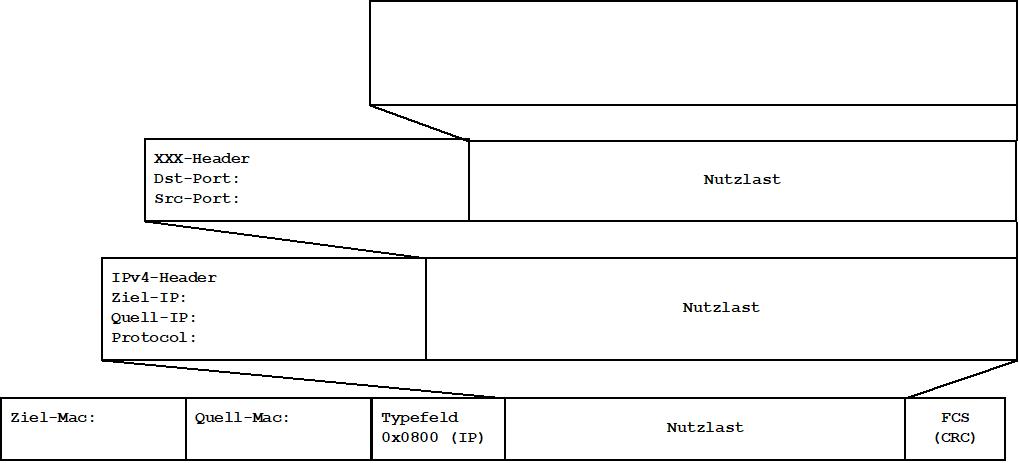 XXX-Header
Dst-Port:
Src-Port:
Nutzlast
IPv4-Header
Ziel-IP:
Quell-IP:
Protocol:
Nutzlast
Ziel-Mac:
Quell-Mac:
Typefeld
0x0800 (IP)
Nutzlast
FCS
(CRC)